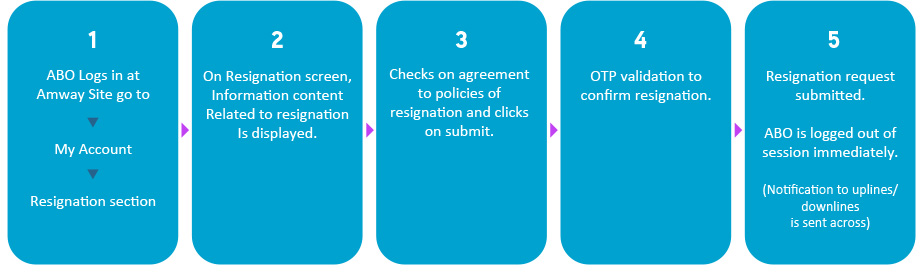 1
ABO Logs in at
Amway Site go to
My Account
Resignation section
2
On Resignation screen,
Information content
Related to resignation
Is displayed.
3
Checks on agreement
to policies of
resignation and clicks
on submit.
4
OTP validation to
confirm resignation.
5
Resignation request
submitted.
ABO is logged out of
session immediately.
(Notification to uplines/
downlines
is sent across)